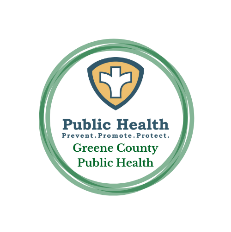 Public Health
Prevent. Promote. Protect.
Greene County
Public Health